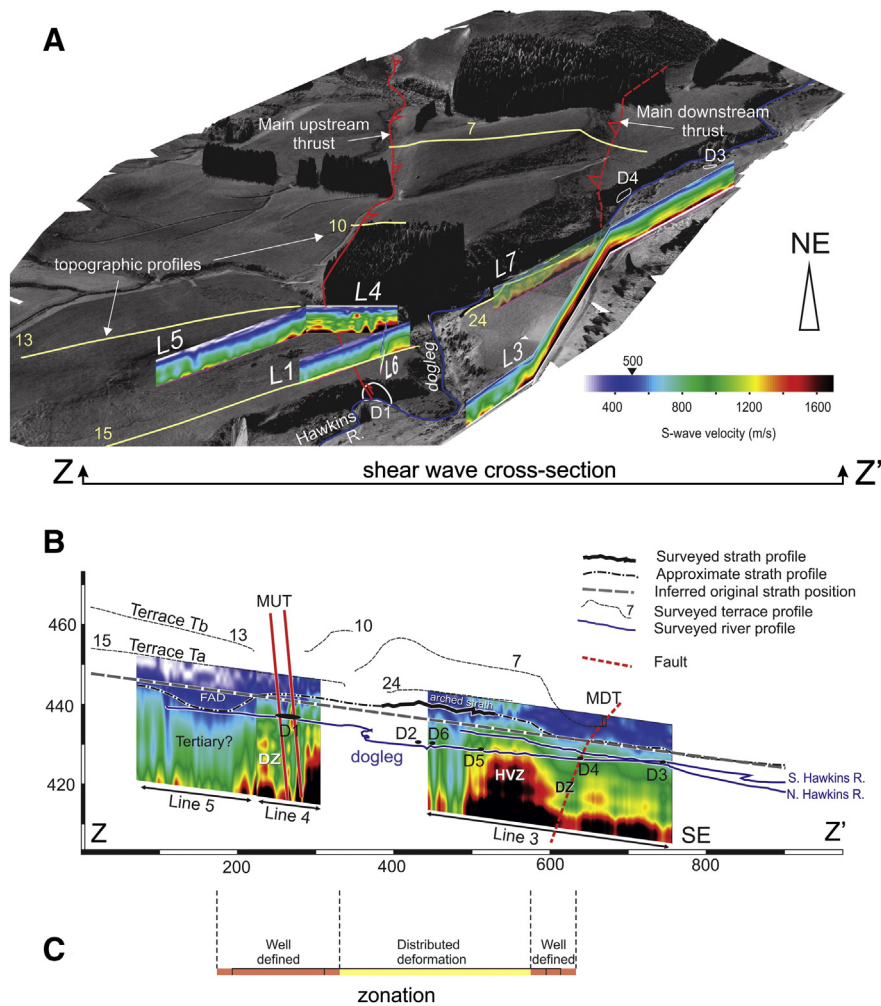 A
Main upstream
thrust
7
Main downstream
thrust
D3
D4
10
topographic profiles
L7
NE
L4
24
13
L5
L3
500
L1
L6
dogleg
D1
400 800 1200 1600
15
Hawkins
R.
S-wave velocity (m/s)
Z shear wave cross-section Z'
B
Surveyed strath profile
Approximate strath profile
Inferred original strath position
7 Surveyed terrace profile
Surveyed river profile
Fault
MUT
460
Terrace Tb
13
10
15
Terrace Ta
7
24
MDT
FAD
arched strath
440
D1
Tertiary?
DZ
dogleg
D2 D6
D5
D4
D3
HVZ
DZ
420
S. Hawkins R.
N. Hawkins R.
Line 5
Line 4
Line 3
SE
Z
Z'
200 400 600 800
C
Well
defined
Distributed
deformation
Well
defined
zonation